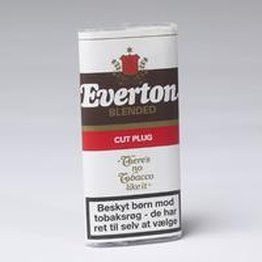 Everton
BLENDED
CUT PLUG
There's
no
Tobacco
like it
Beskyt børn mod
tobaksrøg - de har
ret til selv at vælge